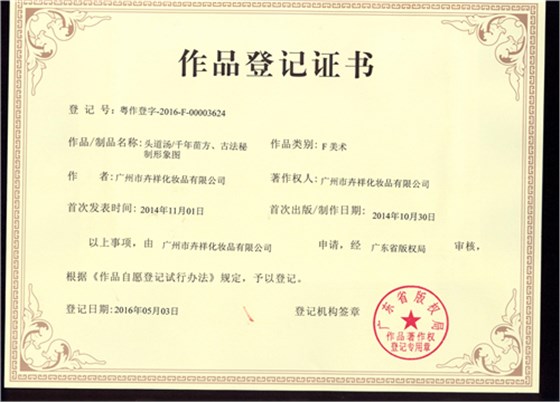 作品登记证书
登 记 号：粤作登字-2016-F-00003624
作品/制品名称：头道汤/千年苗方、古法秘制形象图 作品类别：F 美术
作 者：广州市卉祥化妆品有限公司 著作权人：广州市卉祥化妆品有限公司
首次发表时间：2014年11月01日 首次出版/制作日期：2014年10月30日
以上事项，由 广州市卉祥化妆品有限公司 申请，经 广东省版权局 审核，
根据《作品自愿登记试行办法》规定，予以登记。
登记日期：2016年05月03日 登记机构签章
广东省版权局
作品著作权
登记专用章